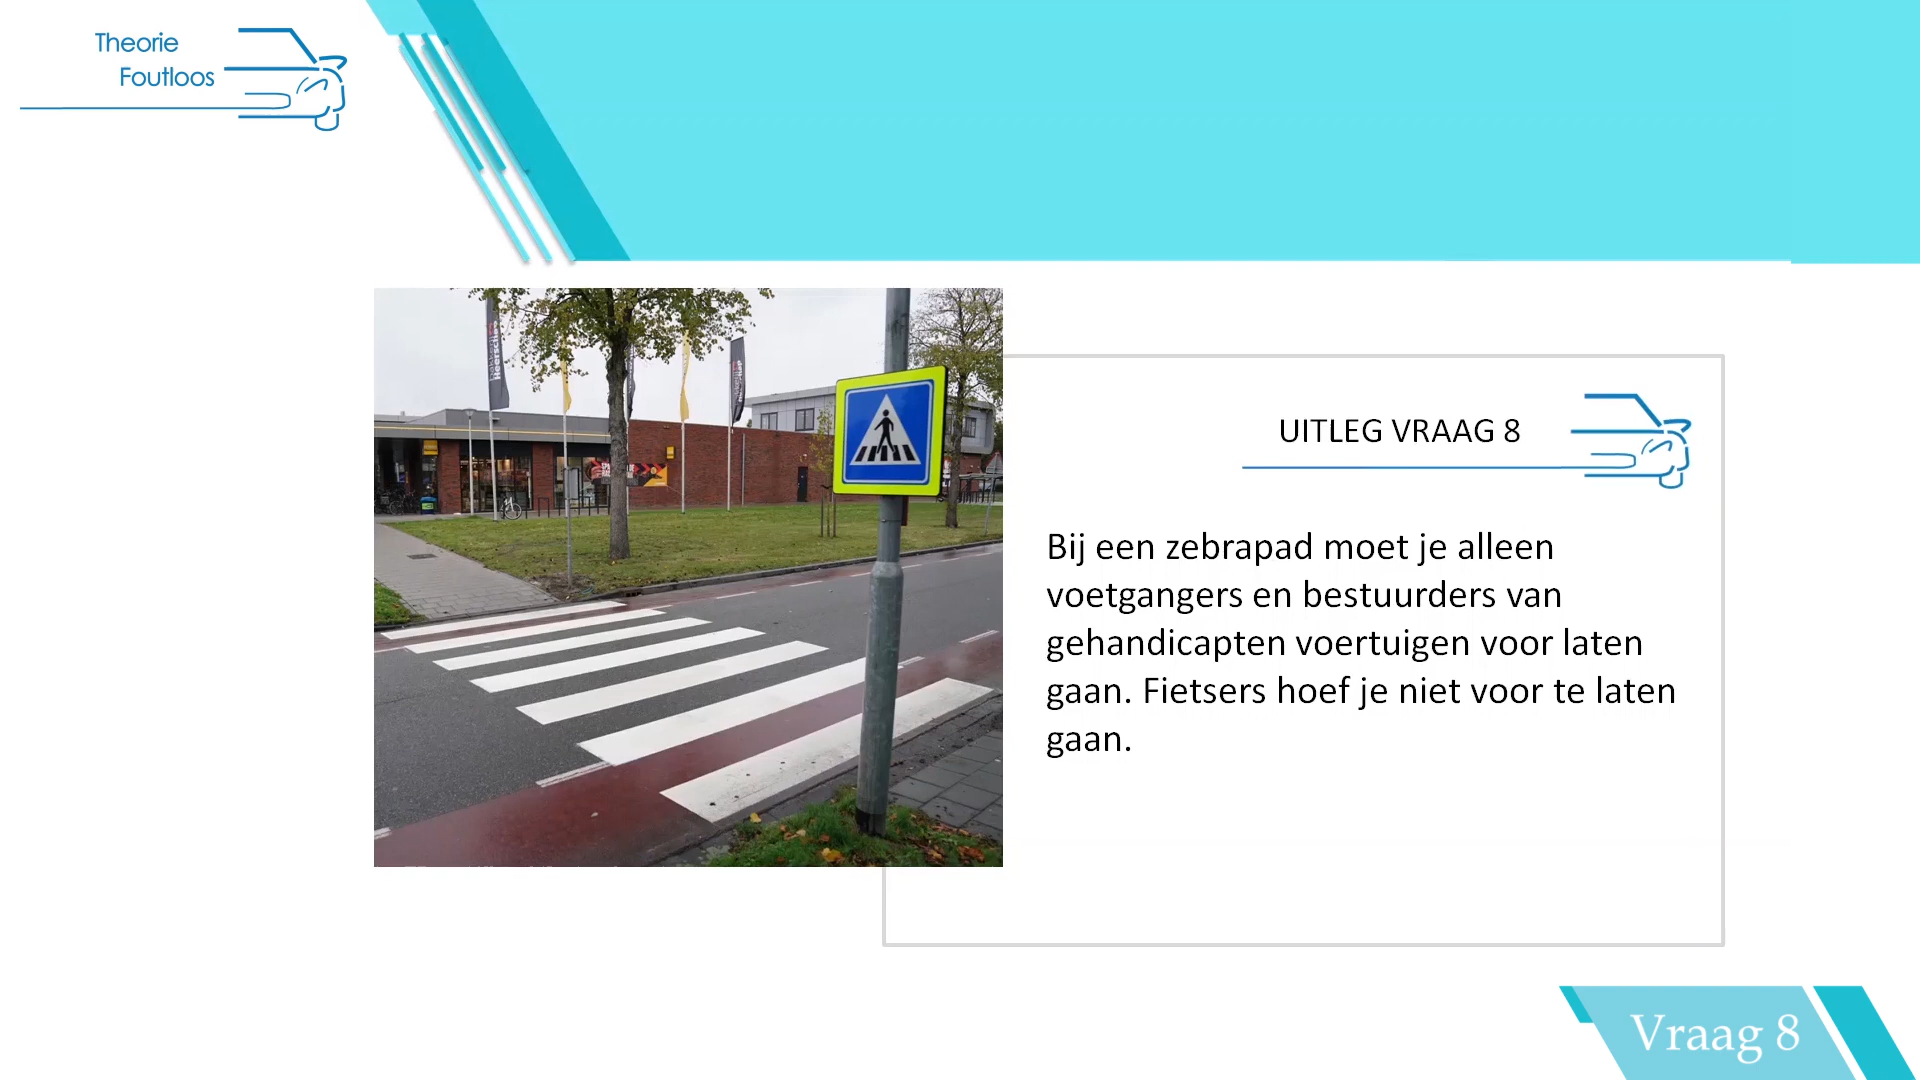 Theorie
Foutloos
UITLEG VRAAG 8
Bij een zebrapad moet je alleen
voetgangers en bestuurders van
gehandicapten voertuigen voor laten
gaan. Fietsers hoef je niet voor te laten
gaan.
Vraag 8